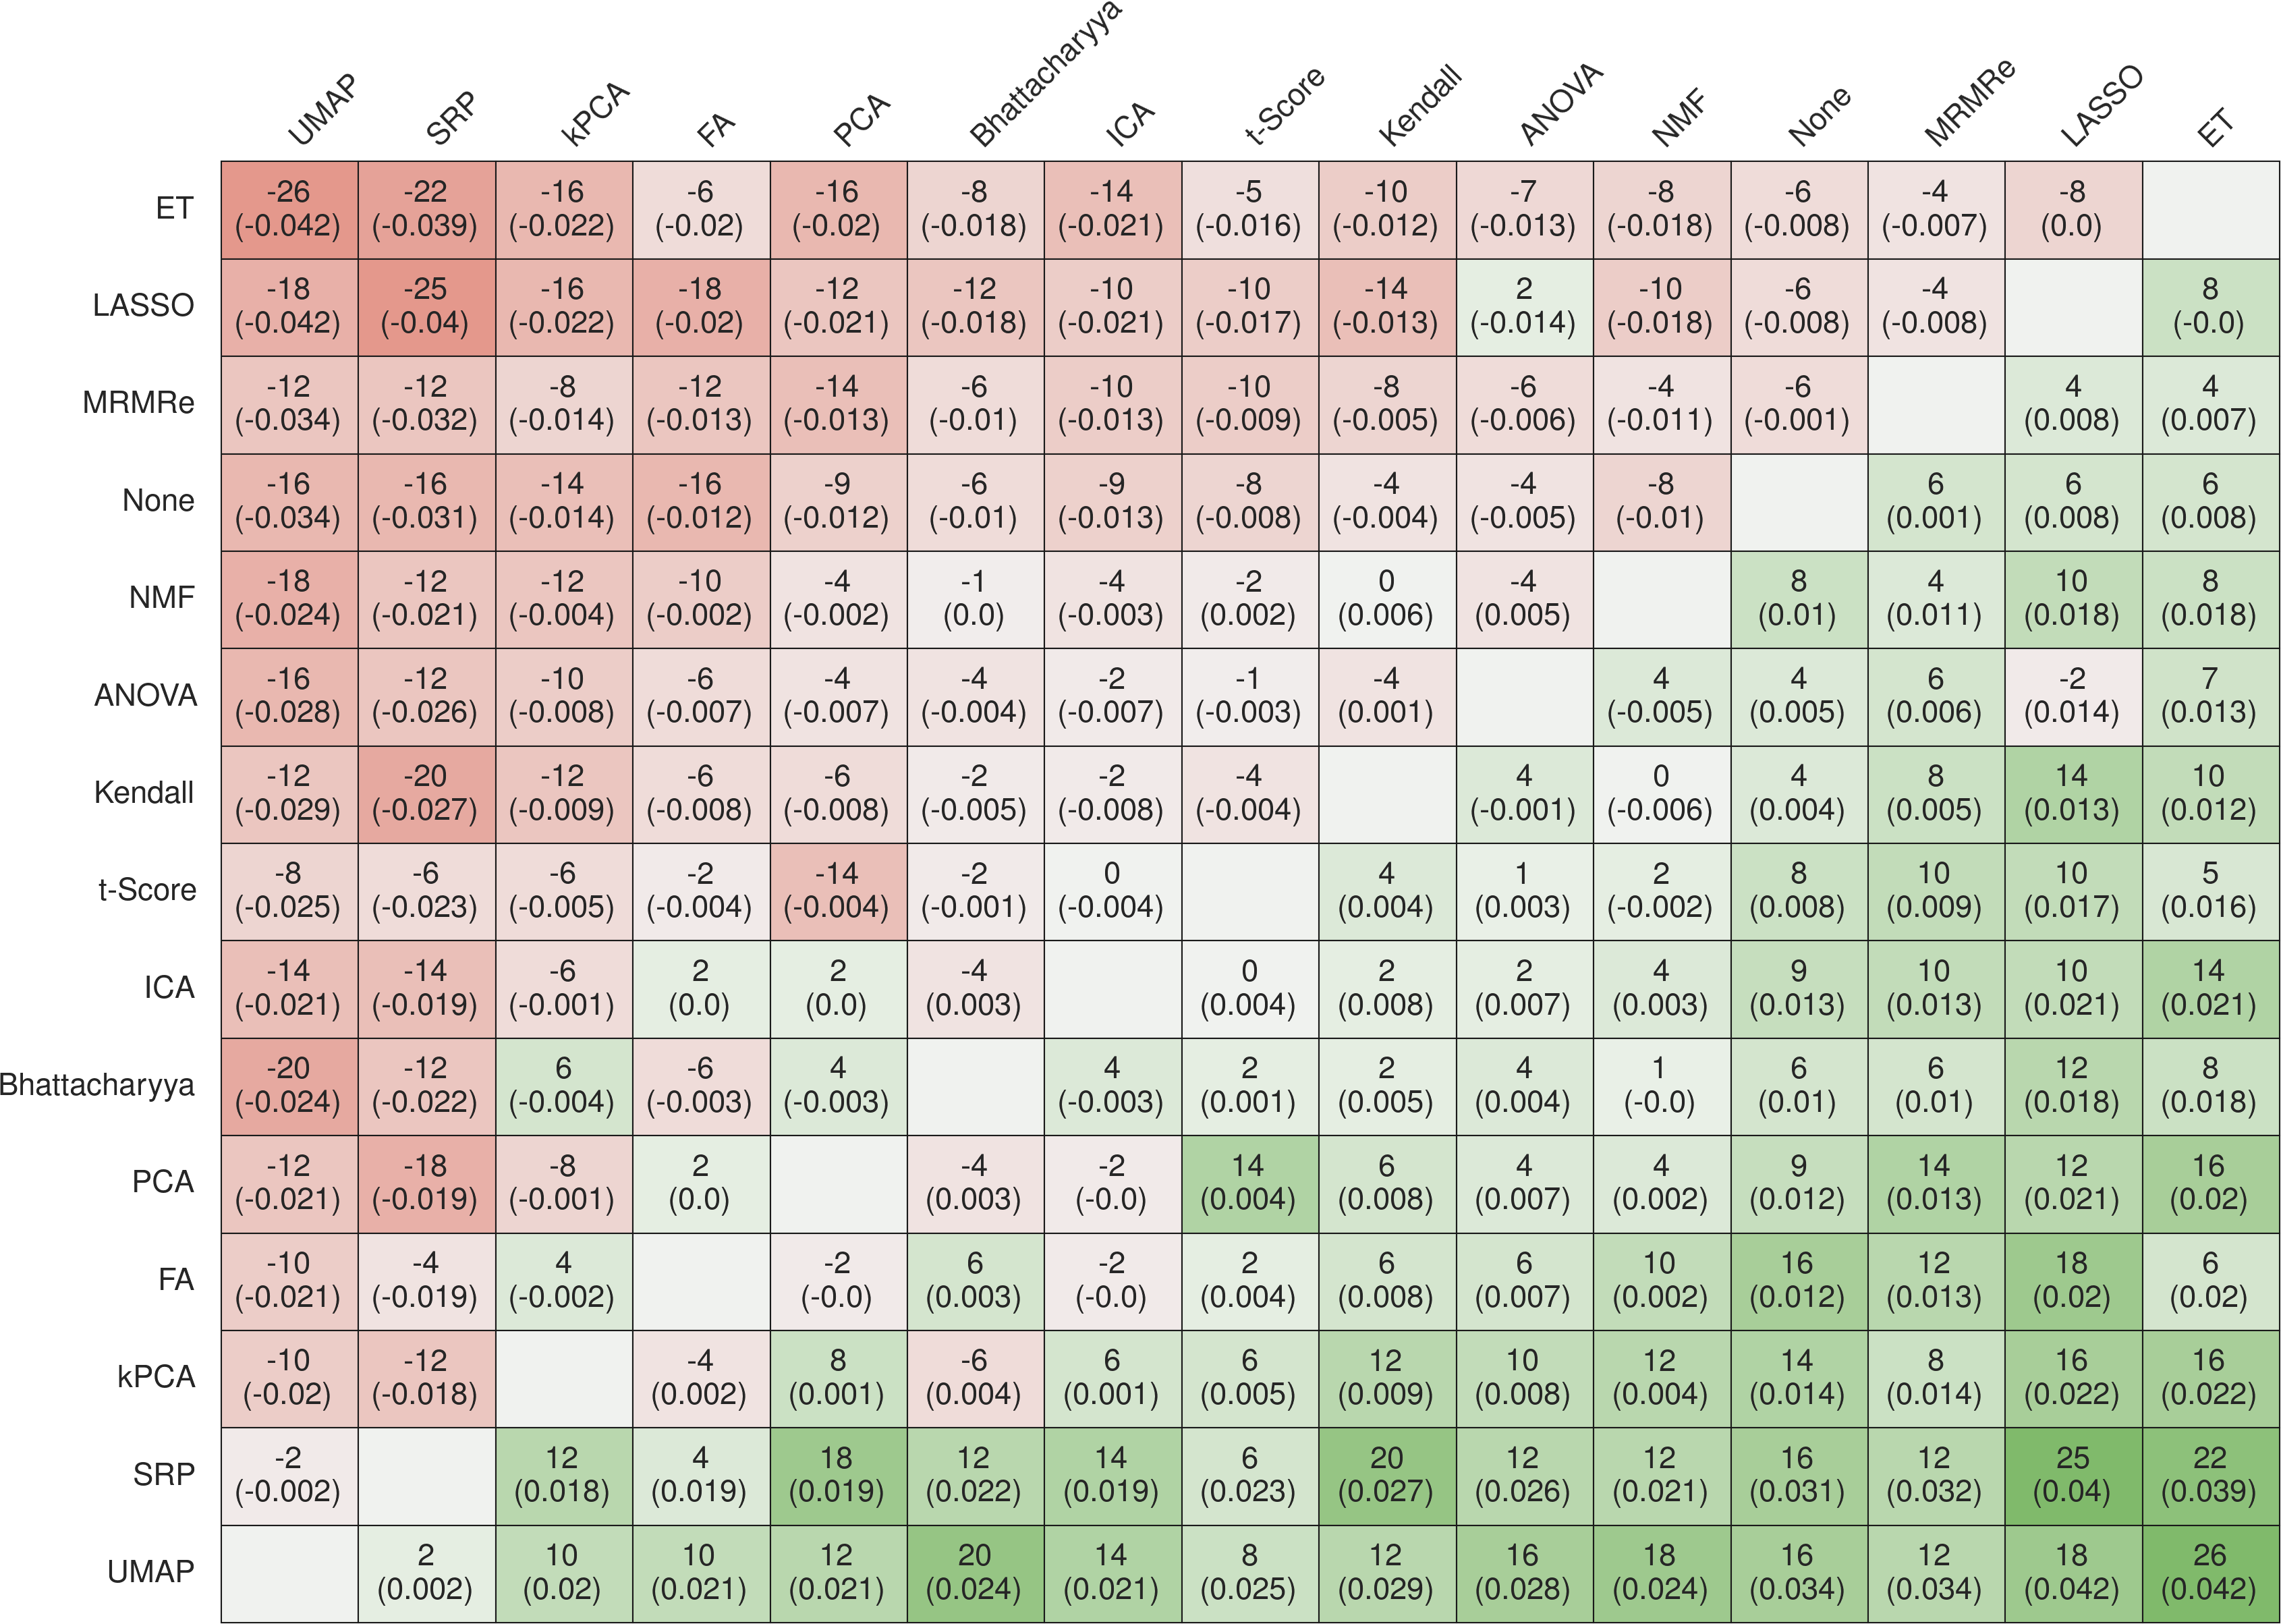 UMAP SRP kPCA FA PCA Bhattacharyya ICA t-Score Kendall ANOVA NMF None MRMRe LASSO ET
ET -26 -22 -16 -6 -16 -8 -14 -5 -10 -7 -8 -6 -4 -8
(-0.042) (-0.039) (-0.022) (-0.02) (-0.02) (-0.018) (-0.021) (-0.016) (-0.012) (-0.013) (-0.018) (-0.008) (-0.007) (0.0)
LASSO -18 -25 -16 -18 -12 -12 -10 -10 -14 2 -10 -6 -4 8
(-0.042) (-0.04) (-0.022) (-0.02) (-0.021) (-0.018) (-0.021) (-0.017) (-0.013) (-0.014) (-0.018) (-0.008) (-0.008) (-0.0)
MRMRe -12 -12 -8 -12 -14 -6 -10 -10 -8 -6 -4 -6 4 4
(-0.034) (-0.032) (-0.014) (-0.013) (-0.013) (-0.01) (-0.013) (-0.009) (-0.005) (-0.006) (-0.011) (-0.001) (0.008) (0.007)
None -16 -16 -14 -16 -9 -6 -9 -8 -4 -4 -8 6 6 6
(-0.034) (-0.031) (-0.014) (-0.012) (-0.012) (-0.01) (-0.013) (-0.008) (-0.004) (-0.005) (-0.01) (0.001) (0.008) (0.008)
NMF -18 -12 -12 -10 -4 -1 -4 -2 0 -4 8 4 10 8
(-0.024) (-0.021) (-0.004) (-0.002) (-0.002) (0.0) (-0.003) (0.002) (0.006) (0.005) (0.01) (0.011) (0.018) (0.018)
ANOVA -16 -12 -10 -6 -4 -4 -2 -1 -4 4 4 6 -2 7
(-0.028) (-0.026) (-0.008) (-0.007) (-0.007) (-0.004) (-0.007) (-0.003) (0.001) (-0.005) (0.005) (0.006) (0.014) (0.013)
Kendall -12 -20 -12 -6 -6 -2 -2 -4 4 0 4 8 14 10
(-0.029) (-0.027) (-0.009) (-0.008) (-0.008) (-0.005) (-0.008) (-0.004) (-0.001) (-0.006) (0.004) (0.005) (0.013) (0.012)
t-Score -8 -6 -6 -2 -14 -2 0 4 1 2 8 10 10 5
(-0.025) (-0.023) (-0.005) (-0.004) (-0.004) (-0.001) (-0.004) (0.004) (0.003) (-0.002) (0.008) (0.009) (0.017) (0.016)
ICA -14 -14 -6 2 2 -4 0 2 2 4 9 10 10 14
(-0.021) (-0.019) (-0.001) (0.0) (0.0) (0.003) (0.004) (0.008) (0.007) (0.003) (0.013) (0.013) (0.021) (0.021)
Bhattacharyya -20 -12 6 -6 4 4 2 2 4 1 6 6 12 8
(-0.024) (-0.022) (-0.004) (-0.003) (-0.003) (-0.003) (0.001) (0.005) (0.004) (-0.0) (0.01) (0.01) (0.018) (0.018)
PCA -12 -18 -8 2 -4 -2 14 6 4 4 9 14 12 16
(-0.021) (-0.019) (-0.001) (0.0) (0.003) (-0.0) (0.004) (0.008) (0.007) (0.002) (0.012) (0.013) (0.021) (0.02)
FA -10 -4 4 -2 6 -2 2 6 6 10 16 12 18 6
(-0.021) (-0.019) (-0.002) (-0.0) (0.003) (-0.0) (0.004) (0.008) (0.007) (0.002) (0.012) (0.013) (0.02) (0.02)
kPCA -10 -12 -4 8 -6 6 6 12 10 12 14 8 16 16
(-0.02) (-0.018) (0.002) (0.001) (0.004) (0.001) (0.005) (0.009) (0.008) (0.004) (0.014) (0.014) (0.022) (0.022)
SRP -2 12 4 18 12 14 6 20 12 12 16 12 25 22
(-0.002) (0.018) (0.019) (0.019) (0.022) (0.019) (0.023) (0.027) (0.026) (0.021) (0.031) (0.032) (0.04) (0.039)
UMAP 2 10 10 12 20 14 8 12 16 18 16 12 18 26
(0.002) (0.02) (0.021) (0.021) (0.024) (0.021) (0.025) (0.029) (0.028) (0.024) (0.034) (0.034) (0.042) (0.042)